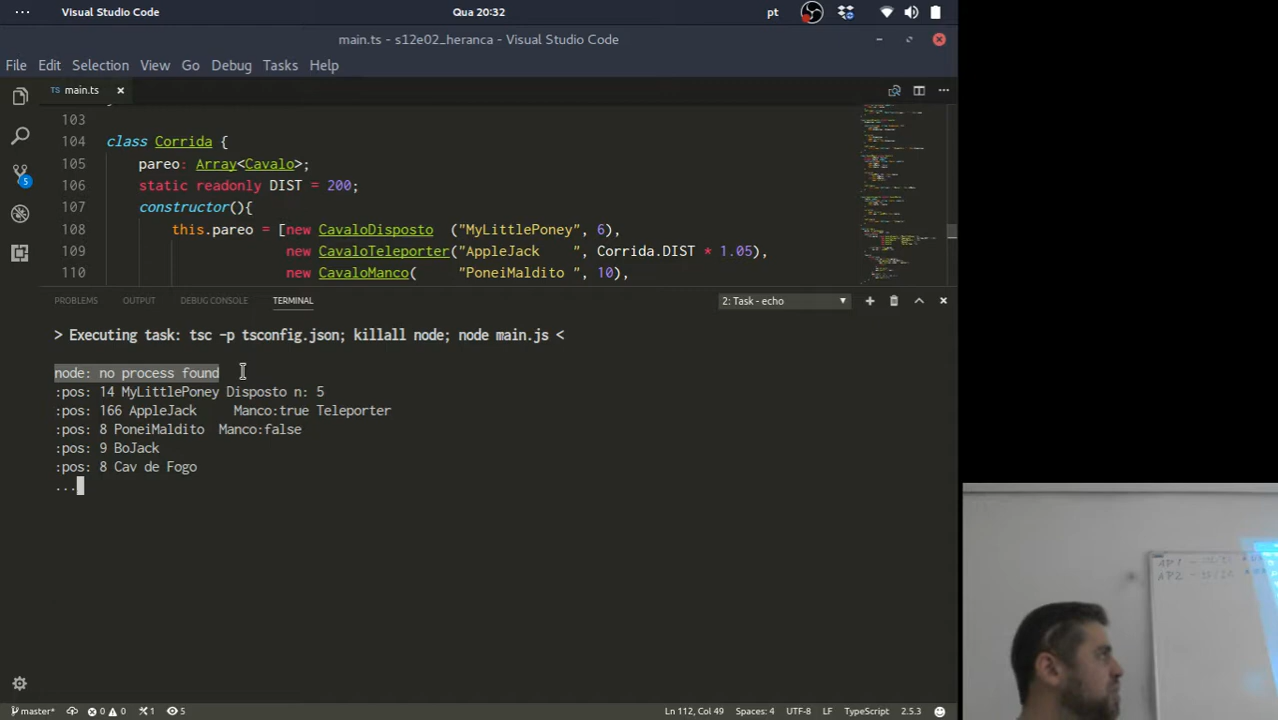 Visual Studio Code
Qua 20:32
pt
main.ts - s12e02_heranca - Visual Studio Code
File Edit Selection View Go Debug Tasks Help
TS main.ts
103
104 class Corrida {
105 pareo: Array<Cavalo>;
106 static readonly DIST = 200;
107 constructor(){
108 this.pareo = [new CavaloDisposto ("MyLittlePoney", 6),
109 new CavaloTeleporter("AppleJack ", Corrida.DIST * 1.05),
110 new CavaloManco( "PoneiMaldito ", 10),
5
PROBLEMS OUTPUT DEBUG CONSOLE TERMINAL 2: Task - echo
> Executing task: tsc -p tsconfig.json; killall node; node main.js <
node: no process found
:pos: 14 MyLittlePoney Disposto n: 5
:pos: 166 AppleJack Manco:true Teleporter
:pos: 8 PoneiMaldito Manco:false
:pos: 9 BoJack
:pos: 8 Cav de Fogo
...
master* 0 0 1 5 Ln 112, Col 49 Spaces: 4 UTF-8 LF TypeScript 2.5.3